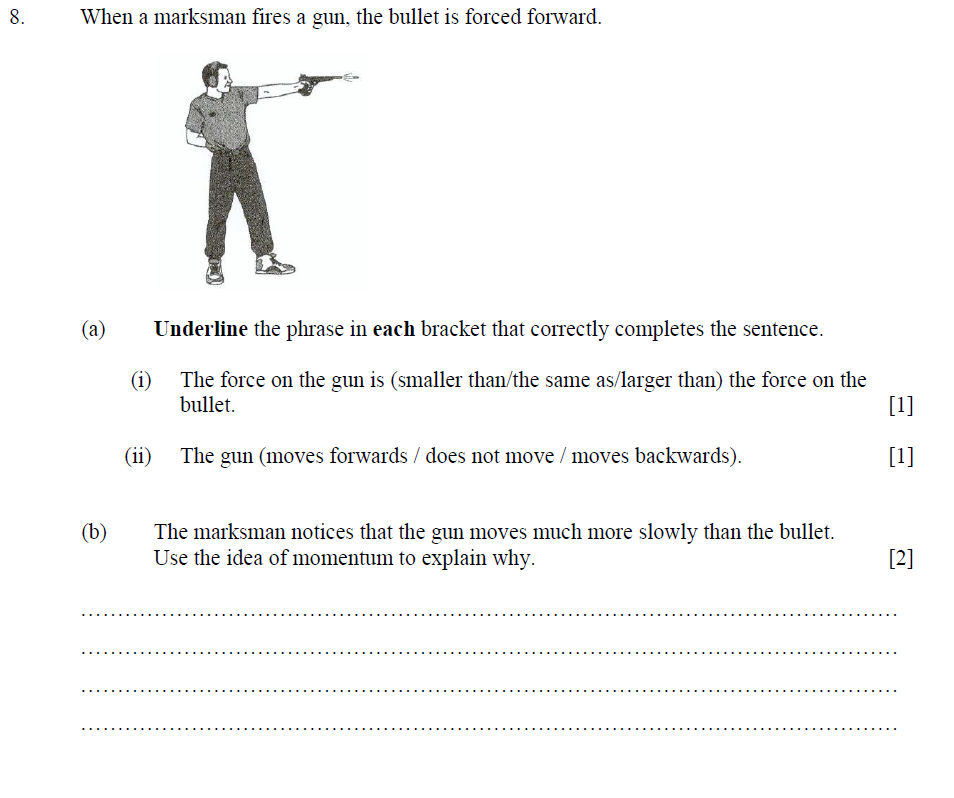 8. When a marksman fires a gun, the bullet is forced forward.
(a) Underline the phrase in each bracket that correctly completes the sentence.
(i) The force on the gun is (smaller than/the same as/larger than) the force on the
bullet. [1]
(ii) The gun (moves forwards / does not move / moves backwards). [1]
(b) The marksman notices that the gun moves much more slowly than the bullet.
Use the idea of momentum to explain why. [2]